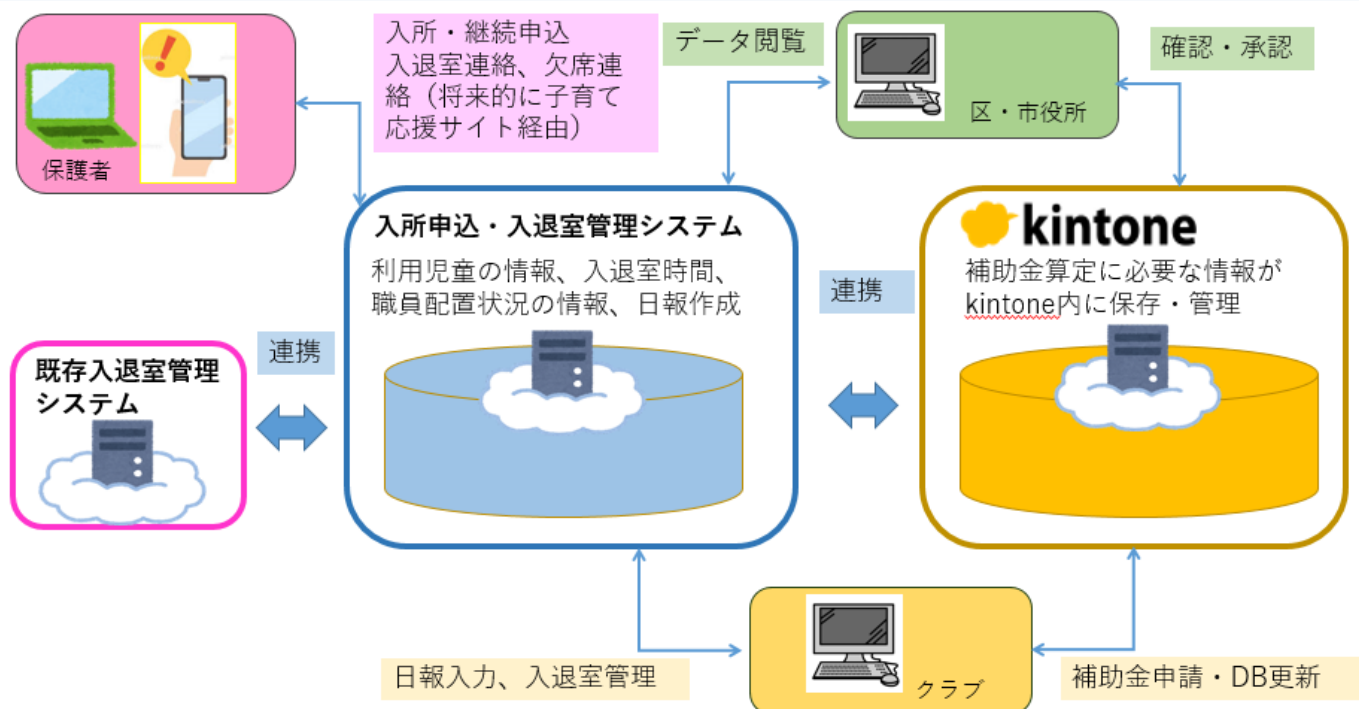 入所・継続申込
入退室連絡、欠席連
絡（将来的に子育て
応援サイト経由）
データ閲覧
確認・承認
保護者
区・市役所
入所申込・入退室管理システム
利用児童の情報、入退室時間、
職員配置状況の情報、日報作成
kintone
補助金算定に必要な情報が
kintone内に保存・管理
連携
連携
既存入退室管理
システム
日報入力、入退室管理
クラブ
補助金申請・DB更新